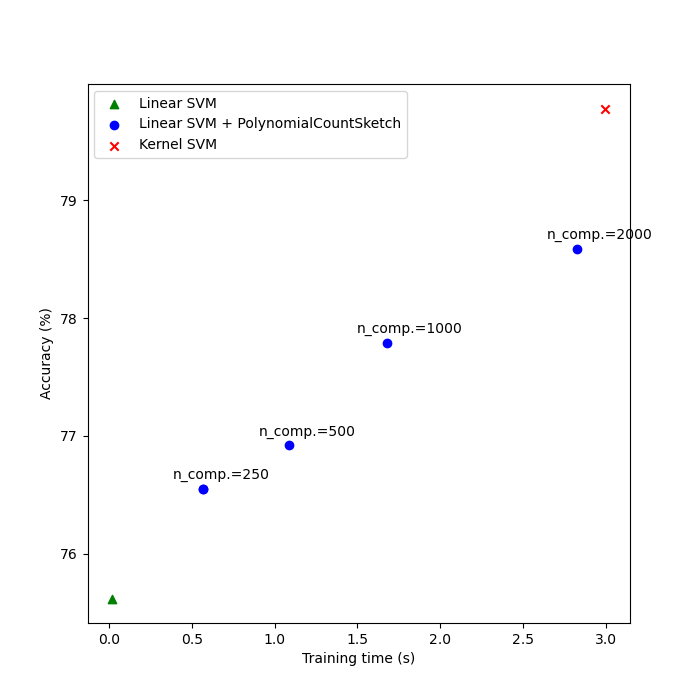 Linear SVM
Linear SVM + PolynomialCountSketch
Kernel SVM
79
n_comp.=2000
78
n_comp.=1000
Accuracy (%)
77
n_comp.=500
n_comp.=250
76
0.0 0.5 1.0 1.5 2.0 2.5 3.0
Training time (s)